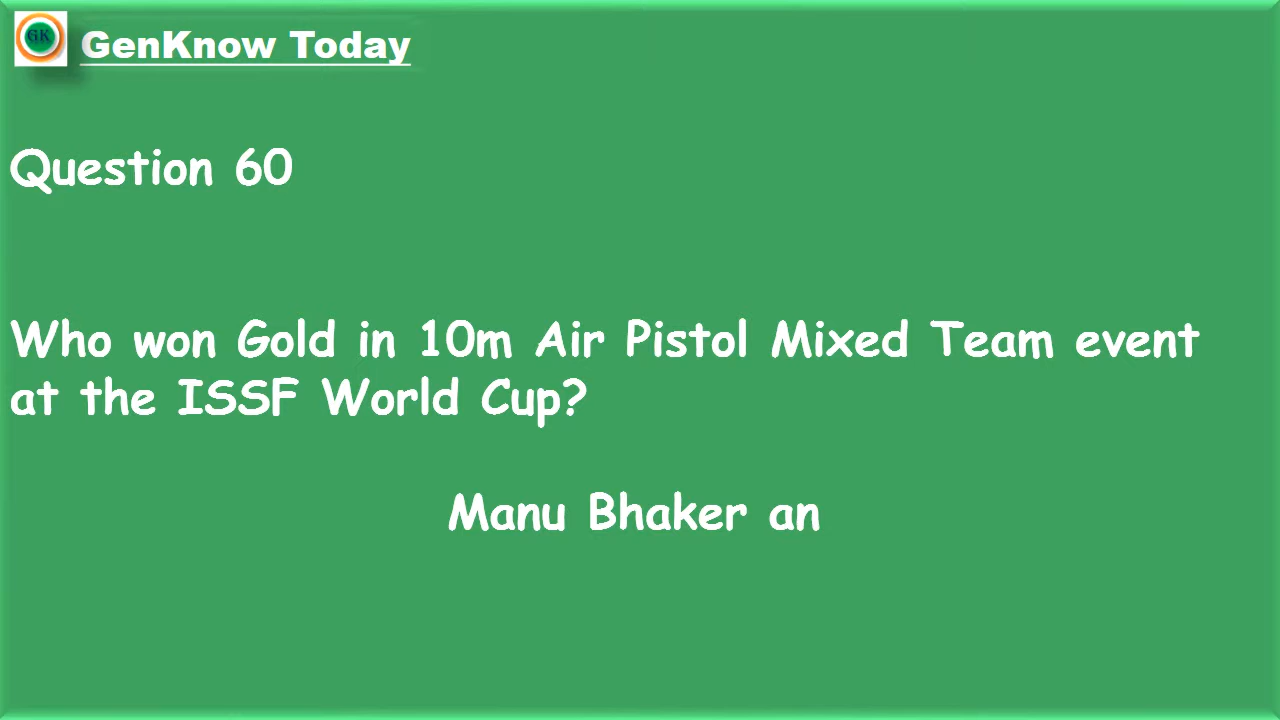 GK
GenKnow Today
Question 60
Who won Gold in 10m Air Pistol Mixed Team event
at the ISSF World Cup?
Manu Bhaker an